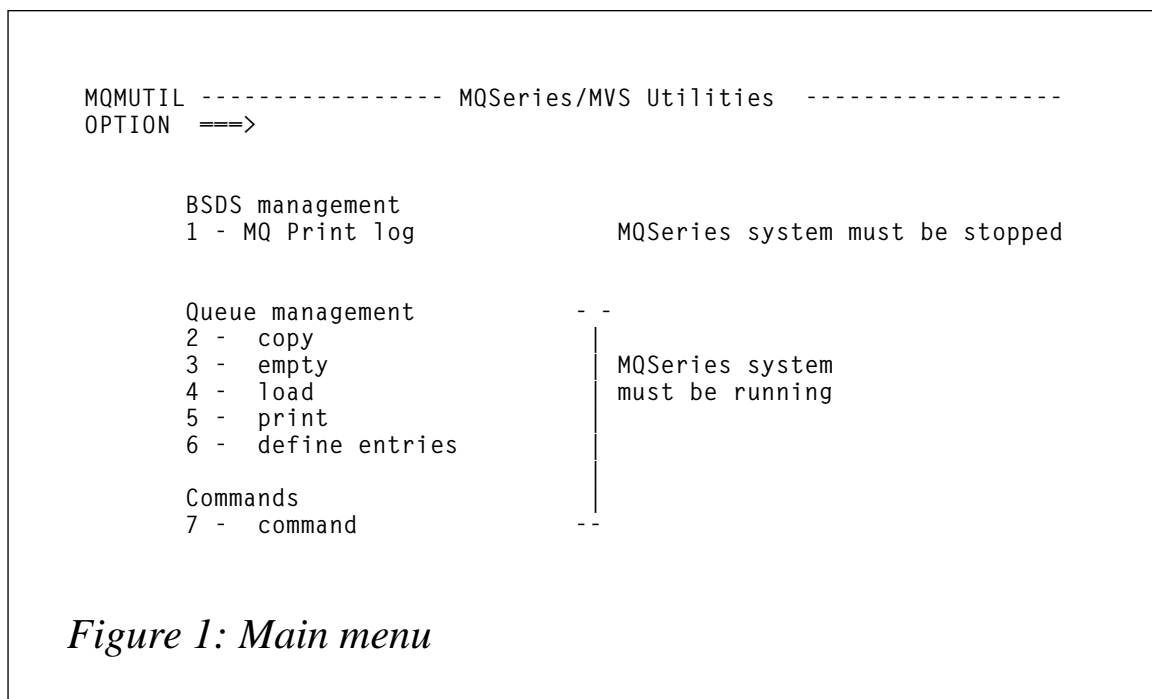 MQMUTIL ----------------- MQSeries/MVS Utilities ------------------
OPTION ===>
BSDS management
1 - MQ Print log MQSeries system must be stopped
Queue management - -
2 - copy |
3 - empty | MQSeries system
4 - load | must be running
5 - print |
6 - define entries |
|
Commands |
7 - command --
Figure 1: Main menu